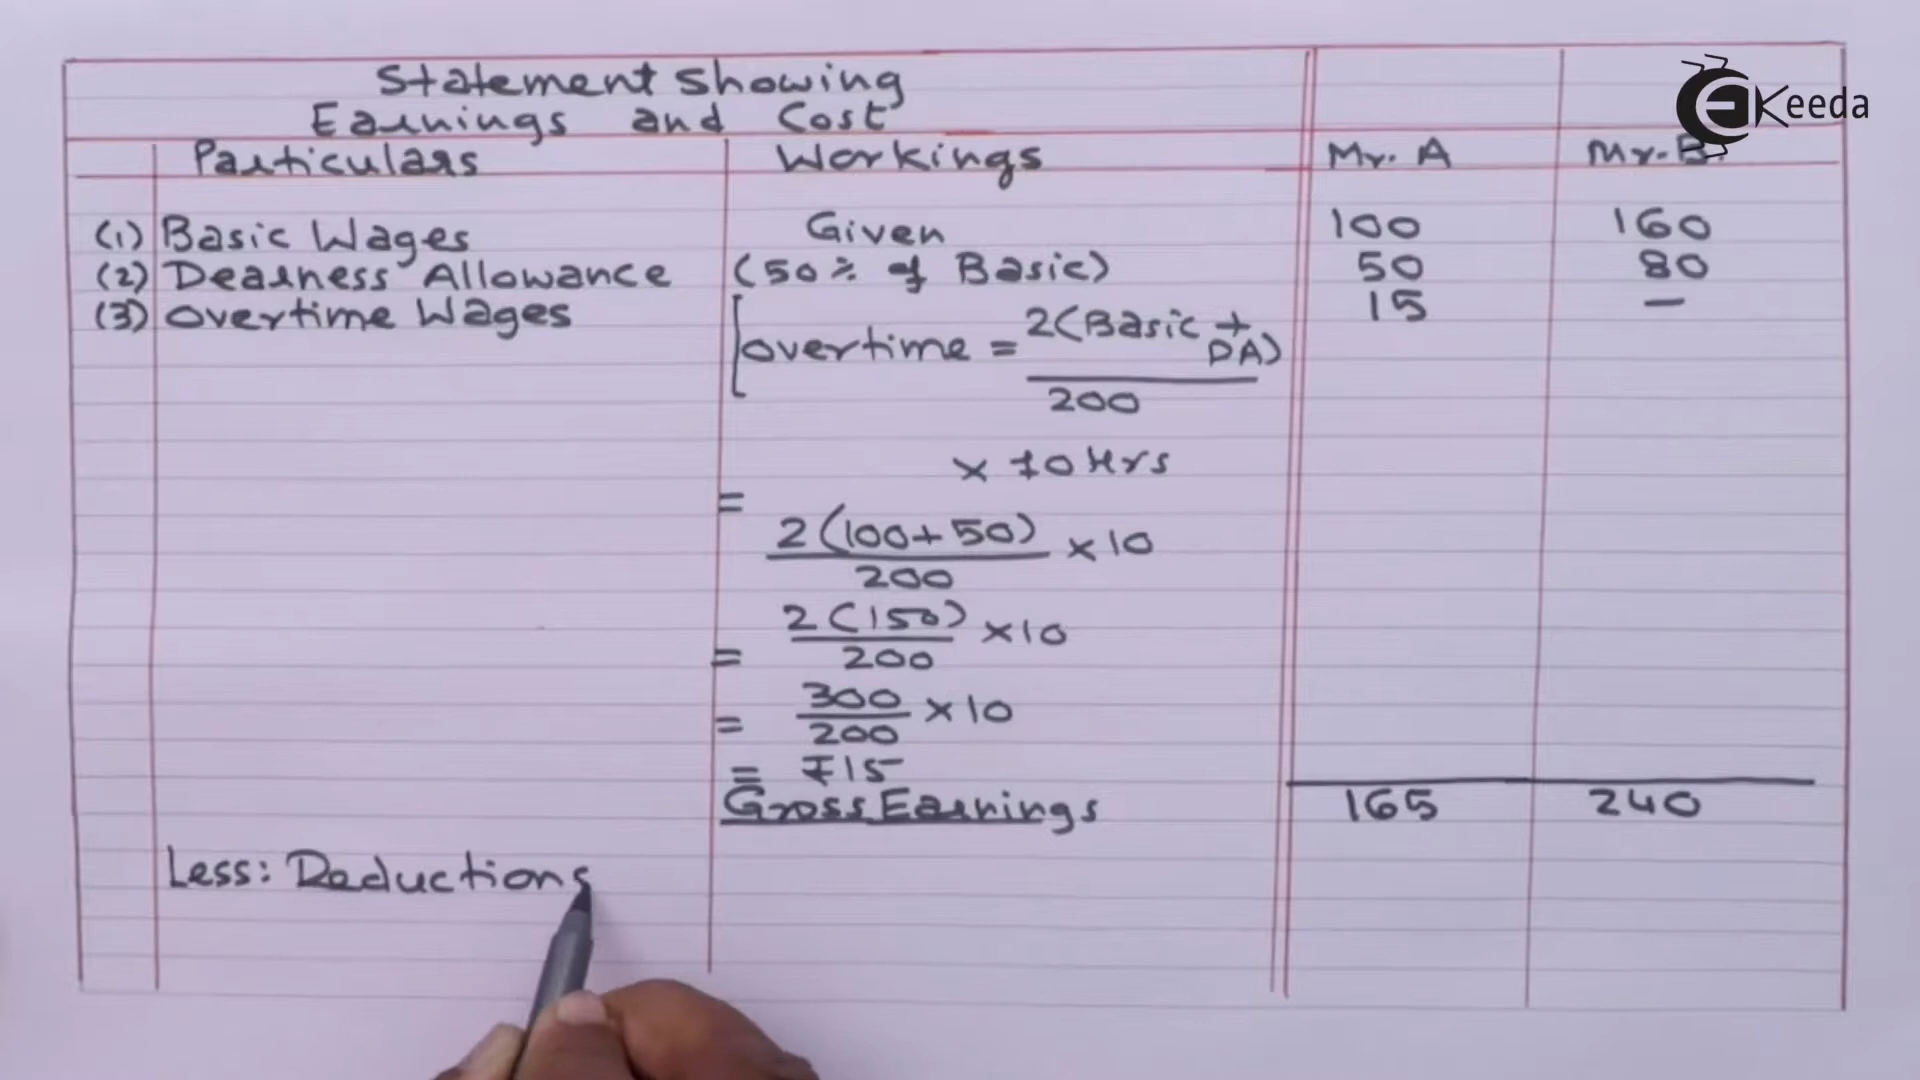 Statement showing
Earnings and Cost
EKeeda
Particulars Workings Mr. A Mr. B.
(1) Basic Wages Given 100 160
(2) Dearness Allowance (50% of Basic) 50 80
(3) Overtime Wages 15 —
[overtime = 2(Basic + DA)
200
× 10 Hrs
=
2(100+50) × 10
200
= 2(150) × 10
200
= 300 × 10
200
= ₹15
Gross Earnings 165 240
Less: Deductions